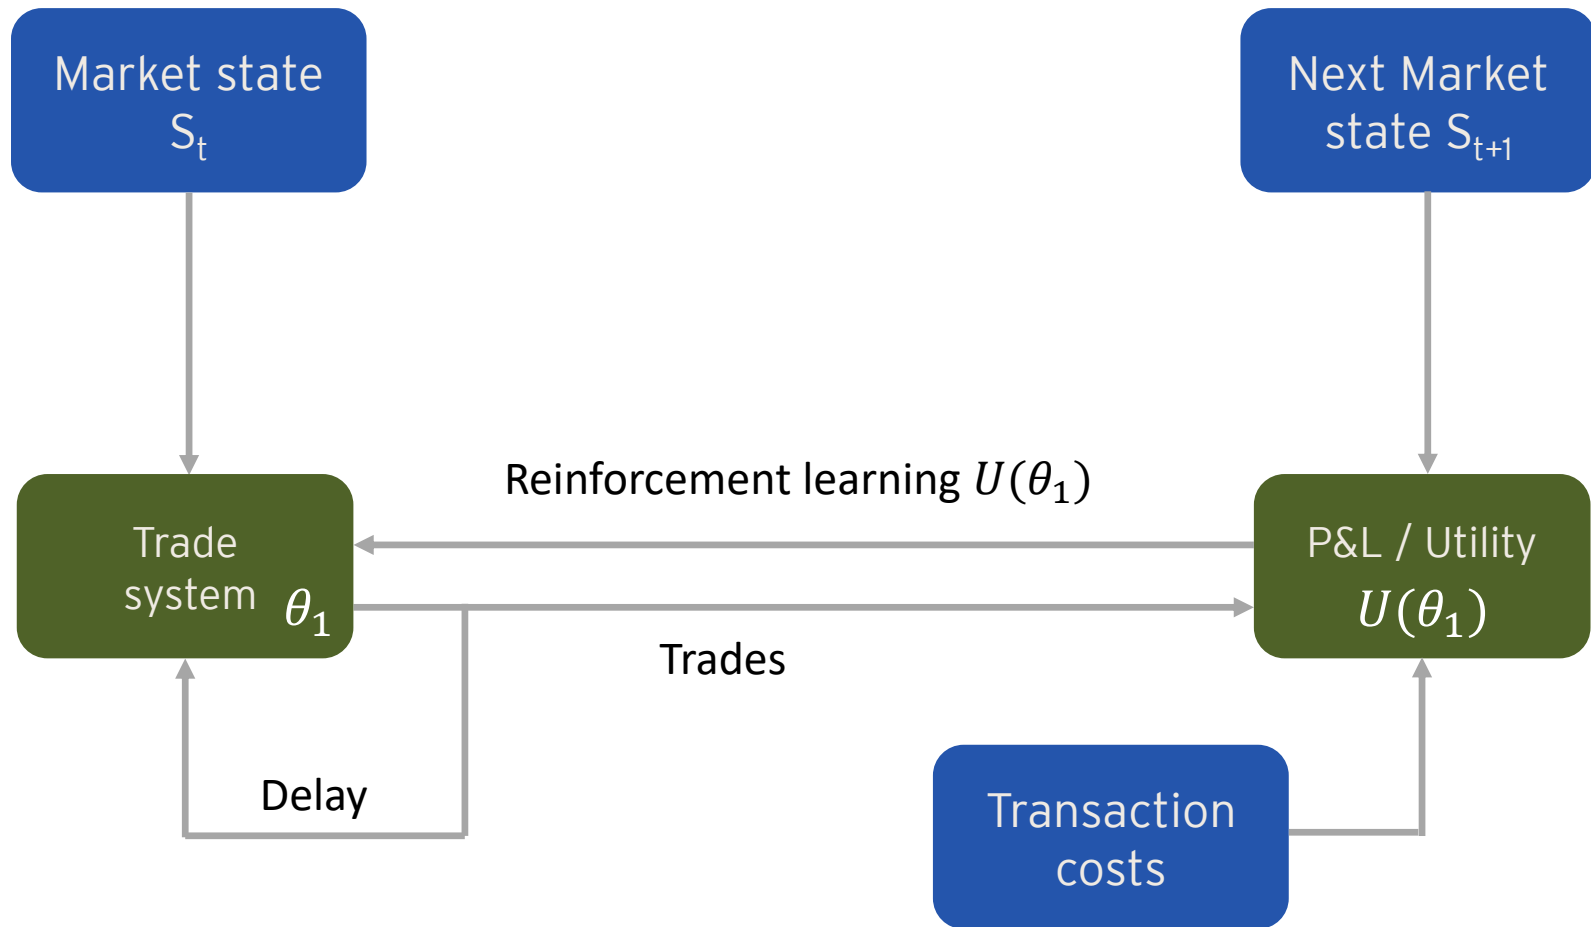 Market state
Sₜ
Next Market
state Sₜ₊₁
Reinforcement learning U(θ₁)
Trade
system θ₁
P&L / Utility
U(θ₁)
Trades
Delay
Transaction
costs